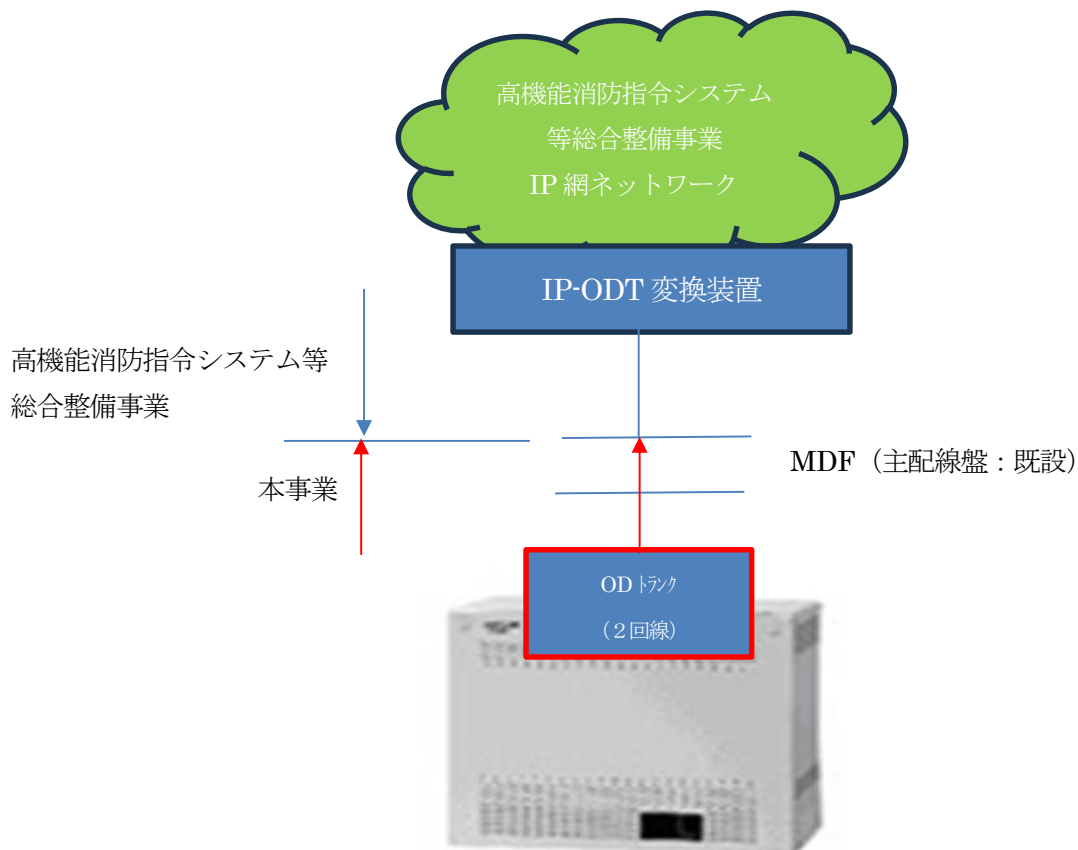 高機能消防指令システム
等総合整備事業
IP 網ネットワーク
IP-ODT 変換装置
高機能消防指令システム等
総合整備事業
本事業
MDF（主配線盤：既設）
OD ﾄﾗﾝｸ
（２回線）